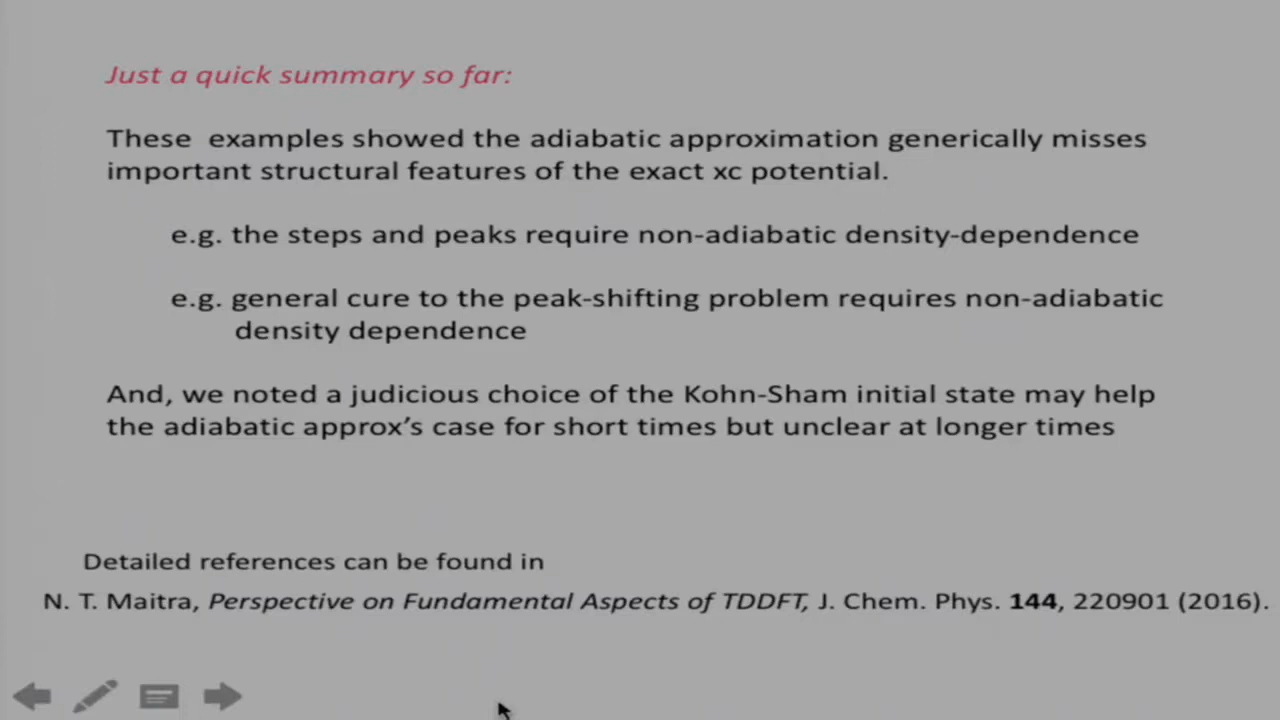 Just a quick summary so far:
These examples showed the adiabatic approximation generically misses
important structural features of the exact xc potential.
e.g. the steps and peaks require non-adiabatic density-dependence
e.g. general cure to the peak-shifting problem requires non-adiabatic
density dependence
And, we noted a judicious choice of the Kohn-Sham initial state may help
the adiabatic approx's case for short times but unclear at longer times
Detailed references can be found in
N. T. Maitra, Perspective on Fundamental Aspects of TDDFT, J. Chem. Phys. 144, 220901 (2016).